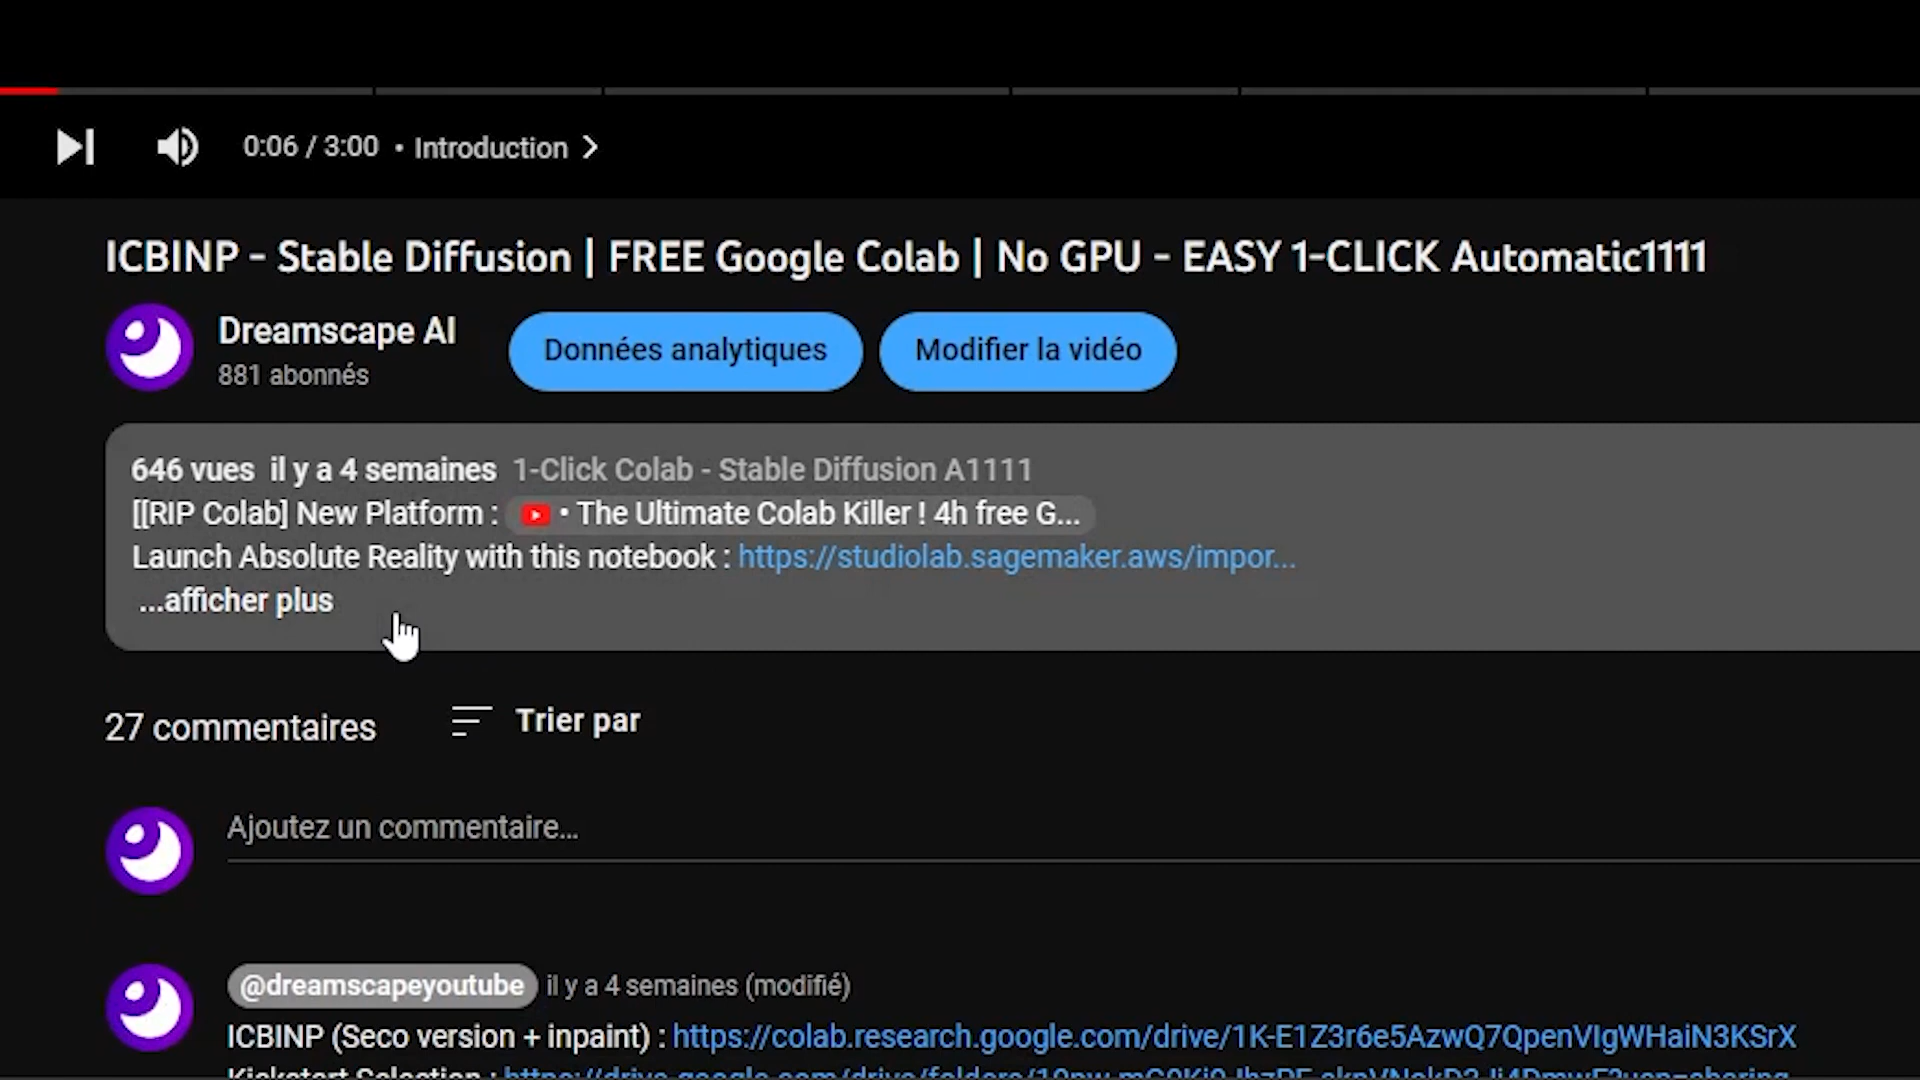 0:06 / 3:00 • Introduction
ICBINP - Stable Diffusion | FREE Google Colab | No GPU - EASY 1-CLICK Automatic1111
Dreamscape AI
881 abonnés
Données analytiques
Modifier la vidéo
646 vues il y a 4 semaines 1-Click Colab - Stable Diffusion A1111
[[RIP Colab] New Platform : • The Ultimate Colab Killer ! 4h free G...
Launch Absolute Reality with this notebook : https://studiolab.sagemaker.aws/impor...
...afficher plus
27 commentaires
Trier par
Ajoutez un commentaire...
@dreamscapeyoutube il y a 4 semaines (modifié)
ICBINP (Seco version + inpaint) : https://colab.research.google.com/drive/1K-E1Z3r6e5AzwQ7QpenVIgWHaiN3KSrX
Kickstart Selection :